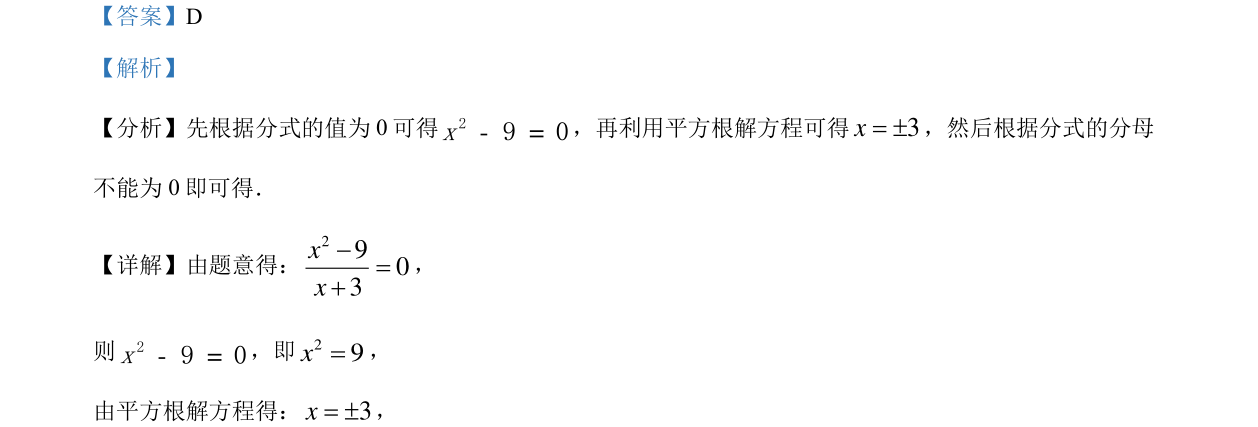 【答案】D
【解析】
【分析】先根据分式的值为 0 可得 x² - 9 = 0，再利用平方根解方程可得 x = ±3，然后根据分式的分母
不能为 0 即可得．
【详解】由题意得：(x² − 9)/(x + 3) = 0，
则 x² - 9 = 0，即 x² = 9，
由平方根解方程得：x = ±3，